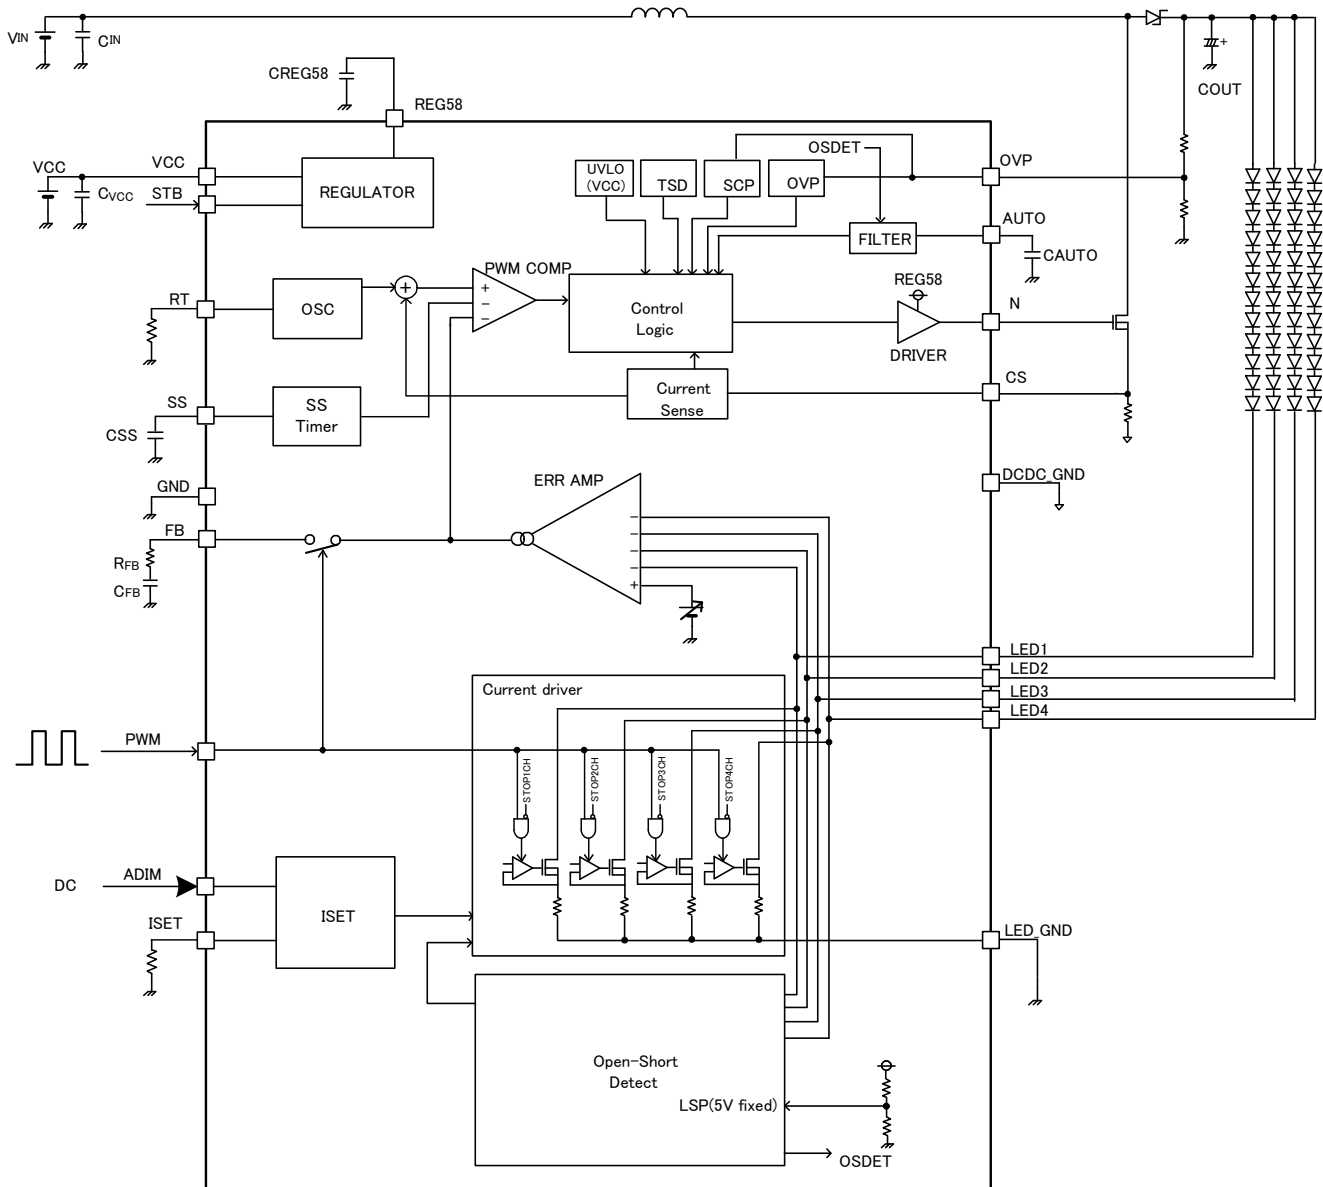 VIN
CIN
COUT
CREG58
REG58
VCC
VCC
CVCC
STB
REGULATOR
UVLO
(VCC)
TSD
SCP
OVP
OSDET
OVP
FILTER
AUTO
CAUTO
PWM COMP
+
−
−
RT
OSC
+
Control
Logic
REG58
DRIVER
N
CS
Current
Sense
SS
CSS
SS
Timer
GND
DCDC_GND
ERR AMP
−
−
−
−
+
FB
RFB
CFB
LED1
LED2
LED3
LED4
Current driver
PWM
STOP1CH
STOP2CH
STOP3CH
STOP4CH
DC
ADIM
ISET
ISET
LED_GND
Open-Short
Detect
LSP(5V fixed)
OSDET
+